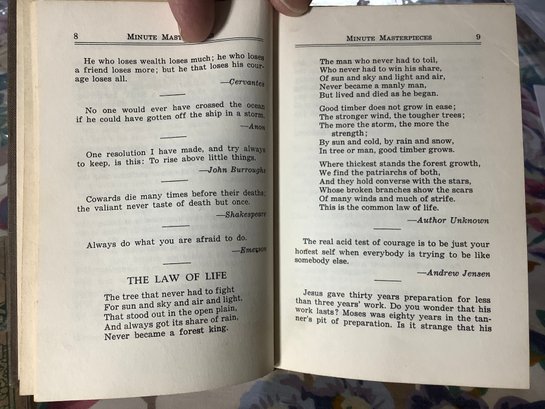 8 Minute Masterpieces
He who loses wealth loses much; he who loses
a friend loses more; but he that loses his cour-
age loses all.
—Cervantes
No one would ever have crossed the ocean
if he could have gotten off the ship in a storm.
—Anon
One resolution I have made, and try always
to keep, is this: To rise above little things.
—John Burroughs
Cowards die many times before their deaths;
the valiant never taste of death but once.
—Shakespeare
Always do what you are afraid to do.
—Emerson
THE LAW OF LIFE
The tree that never had to fight
For sun and sky and air and light,
That stood out in the open plain,
And always got its share of rain,
Never became a forest king.
Minute Masterpieces 9
The man who never had to toil,
Who never had to win his share,
Of sun and sky and light and air,
Never became a manly man,
But lived and died as he began.
Good timber does not grow in ease;
The stronger wind, the tougher trees;
The more the storm, the more the
strength;
By sun and cold, by rain and snow,
In tree or man, good timber grows.
Where thickest stands the forest growth,
We find the patriarchs of both,
And they hold converse with the stars,
Whose broken branches show the scars
Of many winds and much of strife.
This is the common law of life.
—Author Unknown
The real acid test of courage is to be just your
honest self when everybody is trying to be like
somebody else.
—Andrew Jensen
Jesus gave thirty years preparation for less
than three years' work. Do you wonder that his
work lasts? Moses was eighty years in the tan-
ner's pit of preparation. Is it strange that his